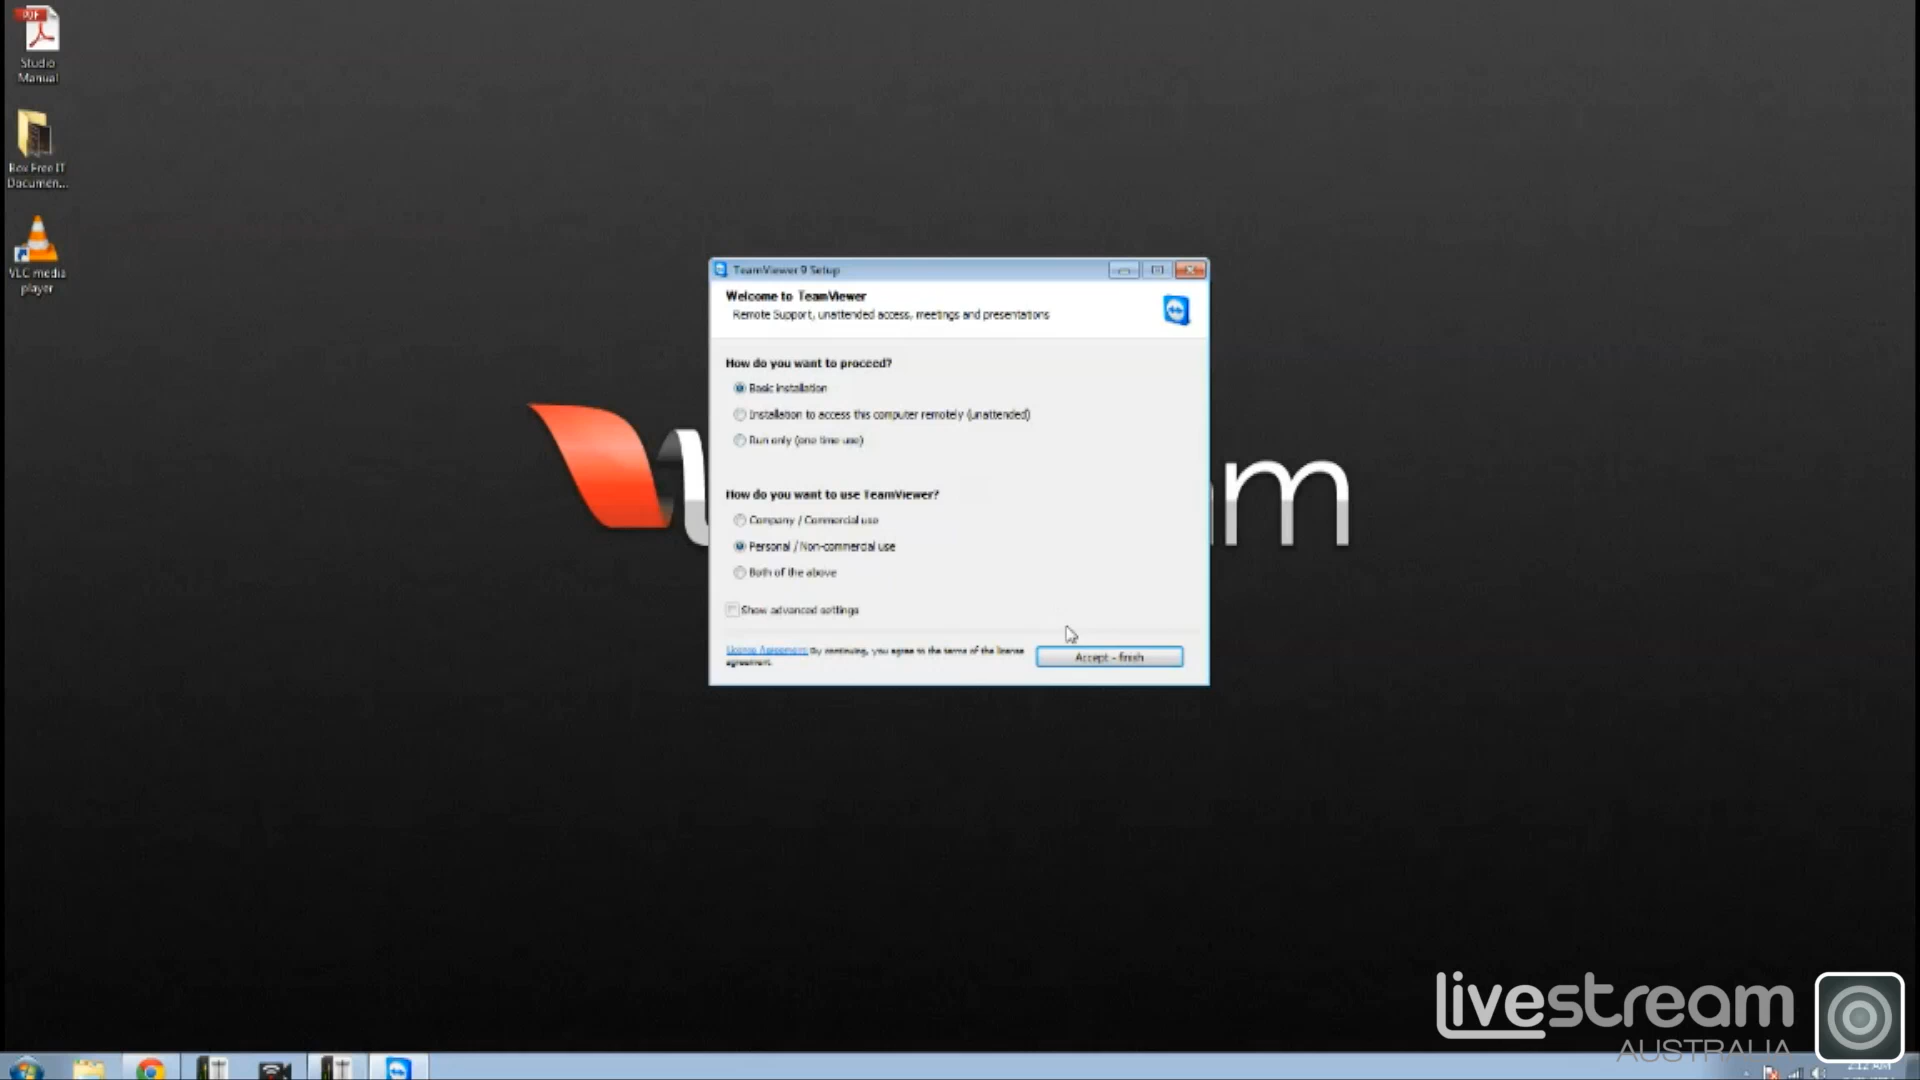 Studio
Manual
Box Free IT
Documen...
VLC media
player
TeamViewer 9 Setup
Welcome to TeamViewer
Remote Support, unattended access, meetings and presentations
How do you want to proceed?
Basic installation
Installation to access this computer remotely (unattended)
Run only (one time use)
How do you want to use TeamViewer?
Company / Commercial use
Personal / Non-commercial use
Both of the above
Show advanced settings
License Agreement: By continuing, you agree to the terms of the license
agreement.
Accept - finish
am
livestream
AUSTRALIA
2:12 AM